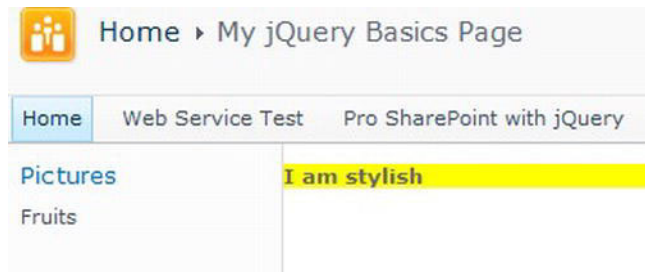 Home ▸ My jQuery Basics Page
Home Web Service Test Pro SharePoint with jQuery
Pictures
I am stylish
Fruits